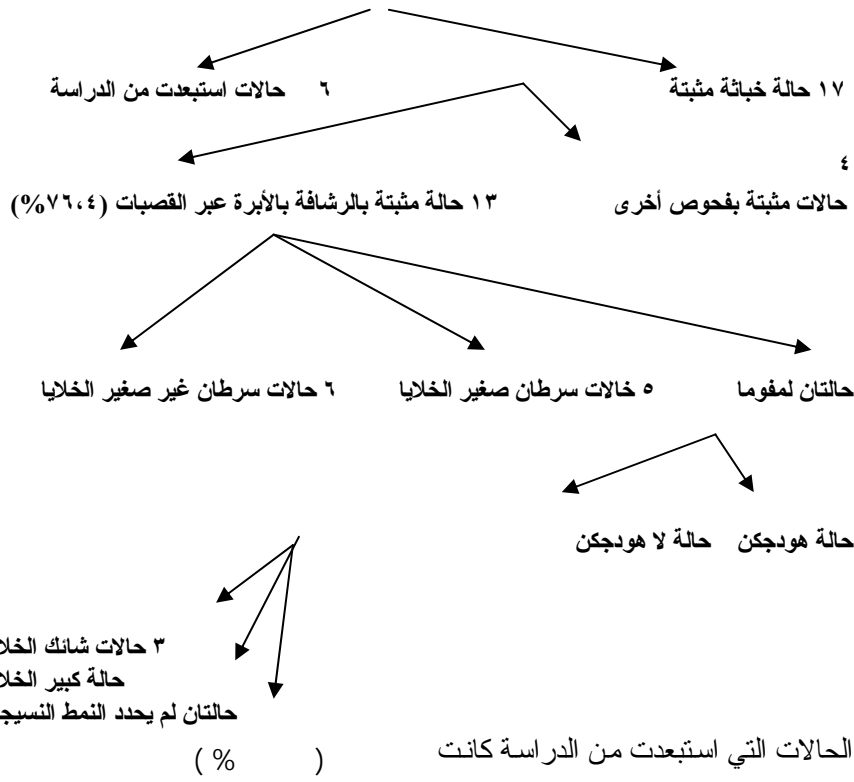 ١٧ حالة خباثة مثبتة
٦ حالات استبعدت من الدراسة
٤
حالات مثبتة بفحوص أخرى
١٣ حالة مثبتة بالرشافة بالأبرة عبر القصبات (٧٦،٤%)
حالتان لمفوما
٥ خالات سرطان صغير الخلايا
٦ حالات سرطان غير صغير الخلايا
حالة هودجكن
حالة لا هودجكن
٣ حالات شائك الخلا
حالة كبير الخلا
حالتان لم يحدد النمط النسيج
الحالات التي استبعدت من الدراسة كانت ( % )